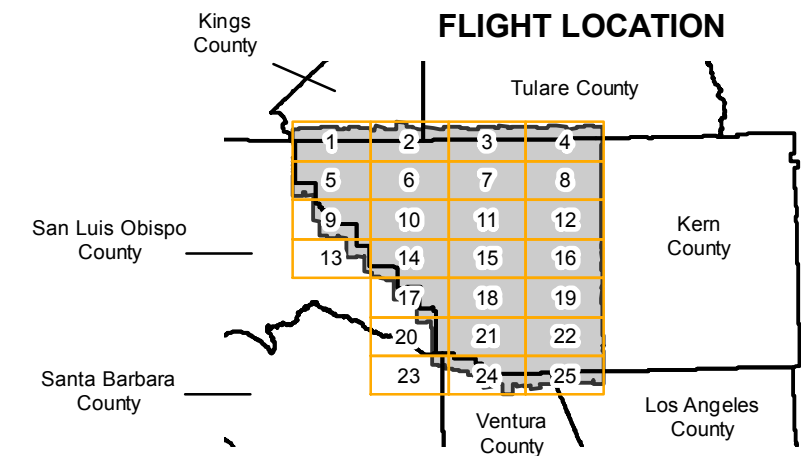 Kings
County
FLIGHT LOCATION
Tulare County
1 2 3 4
5 6 7 8
San Luis Obispo
County
9 10 11 12
Kern
County
13 14 15 16
17 18 19
20 21 22
Santa Barbara
County
23 24 25
Ventura
County
Los Angeles
County